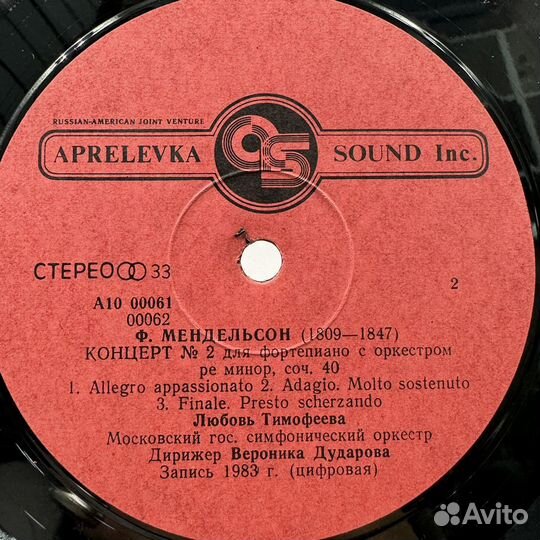 RUSSIAN-AMERICAN JOINT VENTURE
APRELEVKA SOUND Inc.
СТЕРЕО 33
2
А10 00061
00062
Ф. МЕНДЕЛЬСОН (1809—1847)
КОНЦЕРТ № 2 для фортепиано с оркестром
ре минор, соч. 40
1. Allegro appassionato 2. Adagio. Molto sostenuto
3. Finale. Presto scherzando
Любовь Тимофеева
Московский гос. симфонический оркестр
Дирижер Вероника Дударова
Запись 1983 г. (цифровая)
Avito